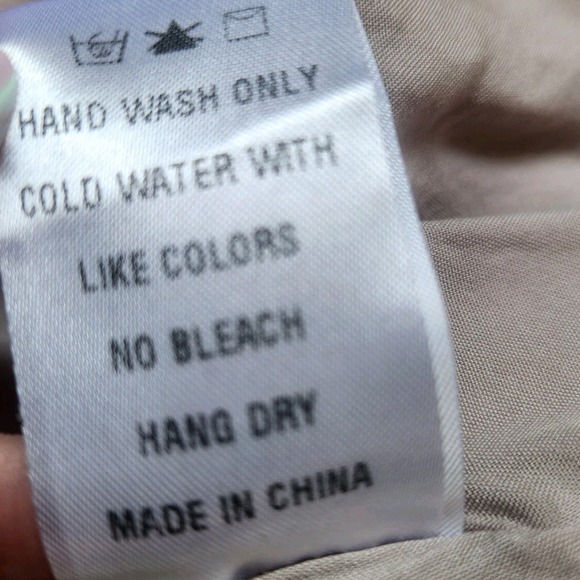 HAND WASH ONLY
COLD WATER WITH
LIKE COLORS
NO BLEACH
HANG DRY
MADE IN CHINA